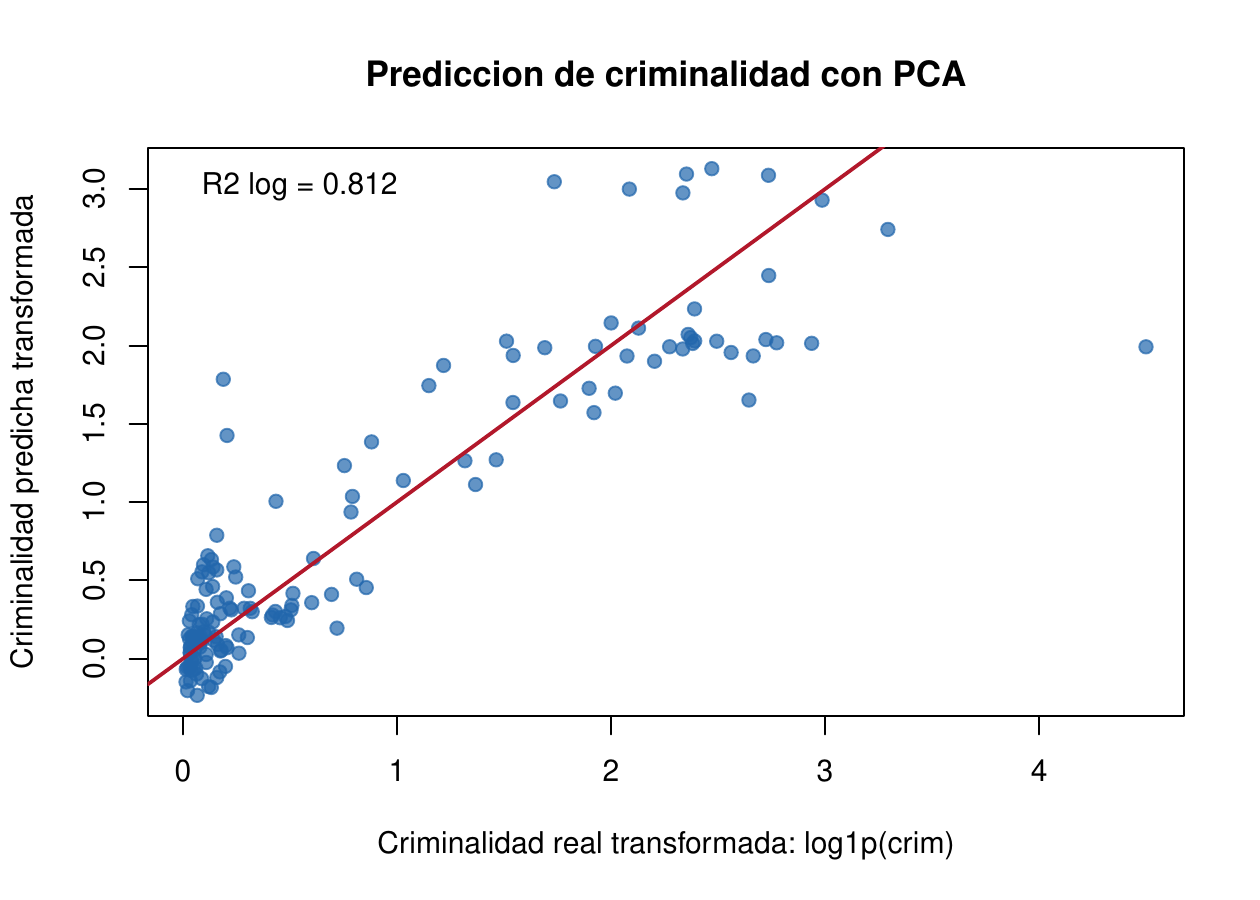 Prediccion de criminalidad con PCA
R2 log = 0.812
Criminalidad predicha transformada
3.0
2.5
2.0
1.5
1.0
0.5
0.0
0 1 2 3 4
Criminalidad real transformada: log1p(crim)